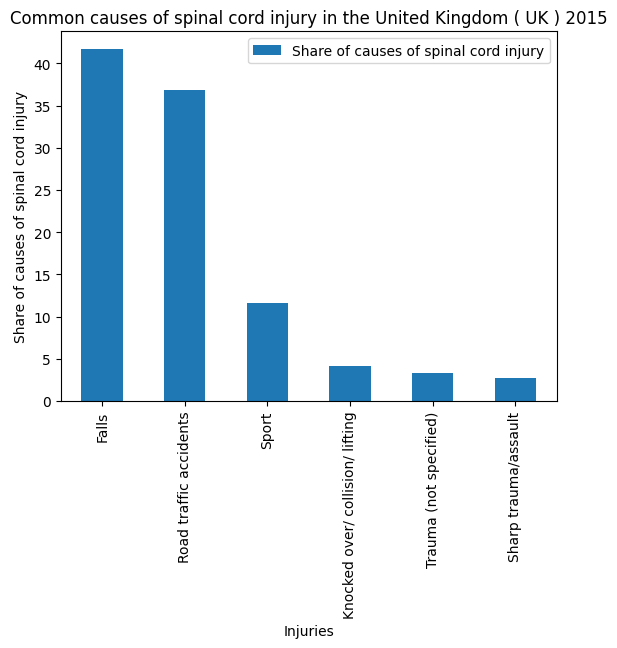 Common causes of spinal cord injury in the United Kingdom ( UK ) 2015
Share of causes of spinal cord injury
Share of causes of spinal cord injury
40
35
30
25
20
15
10
5
0
Falls
Road traffic accidents
Sport
Knocked over/ collision/ lifting
Trauma (not specified)
Sharp trauma/assault
Injuries